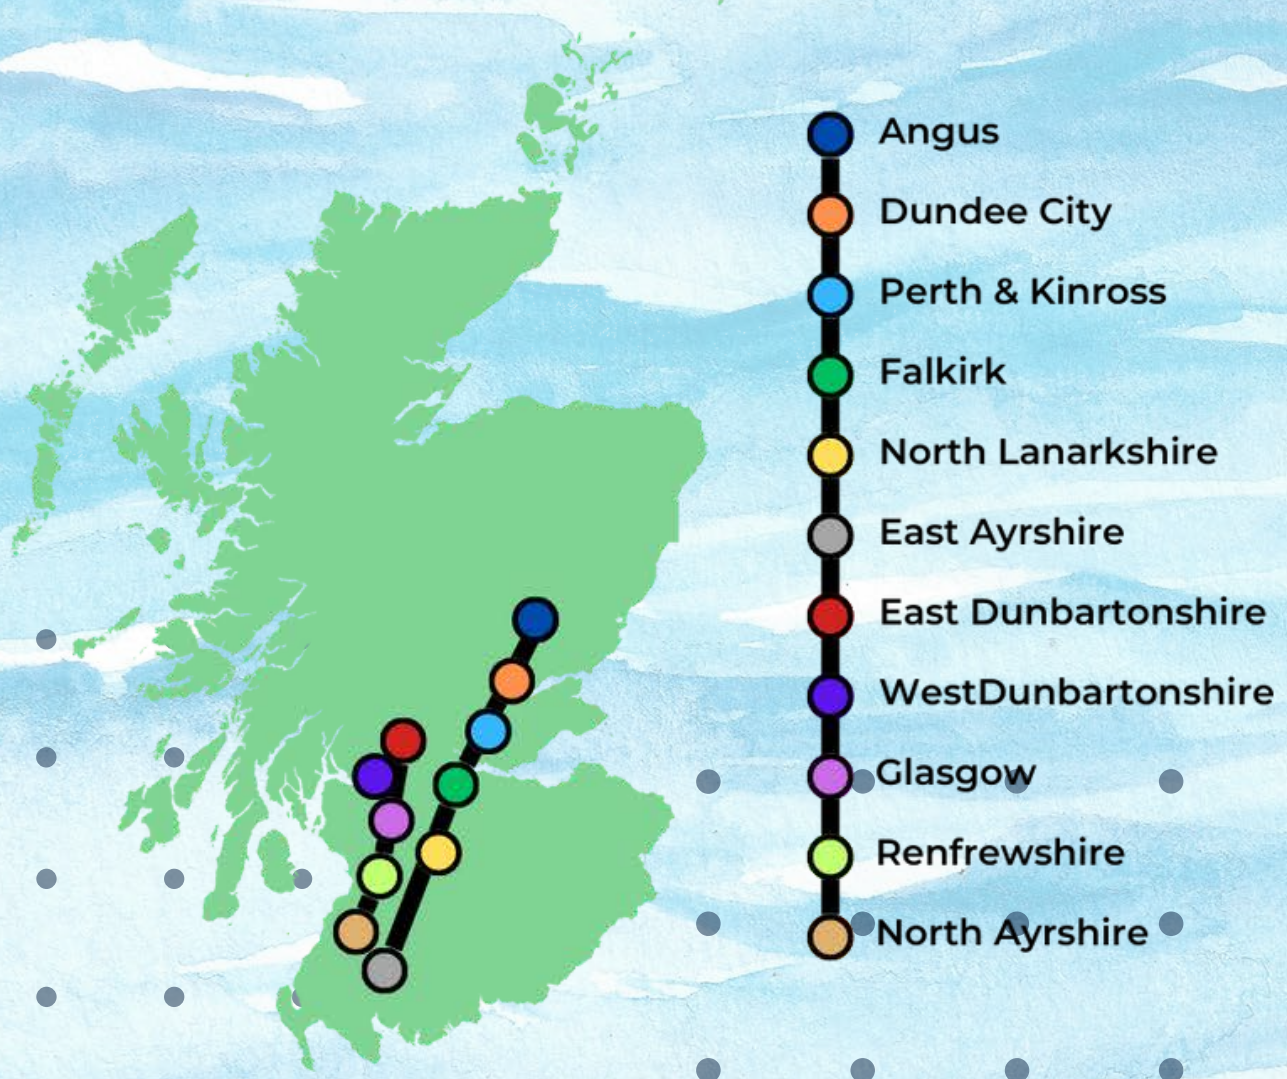 Angus
Dundee City
Perth & Kinross
Falkirk
North Lanarkshire
East Ayrshire
East Dunbartonshire
WestDunbartonshire
Glasgow
Renfrewshire
North Ayrshire